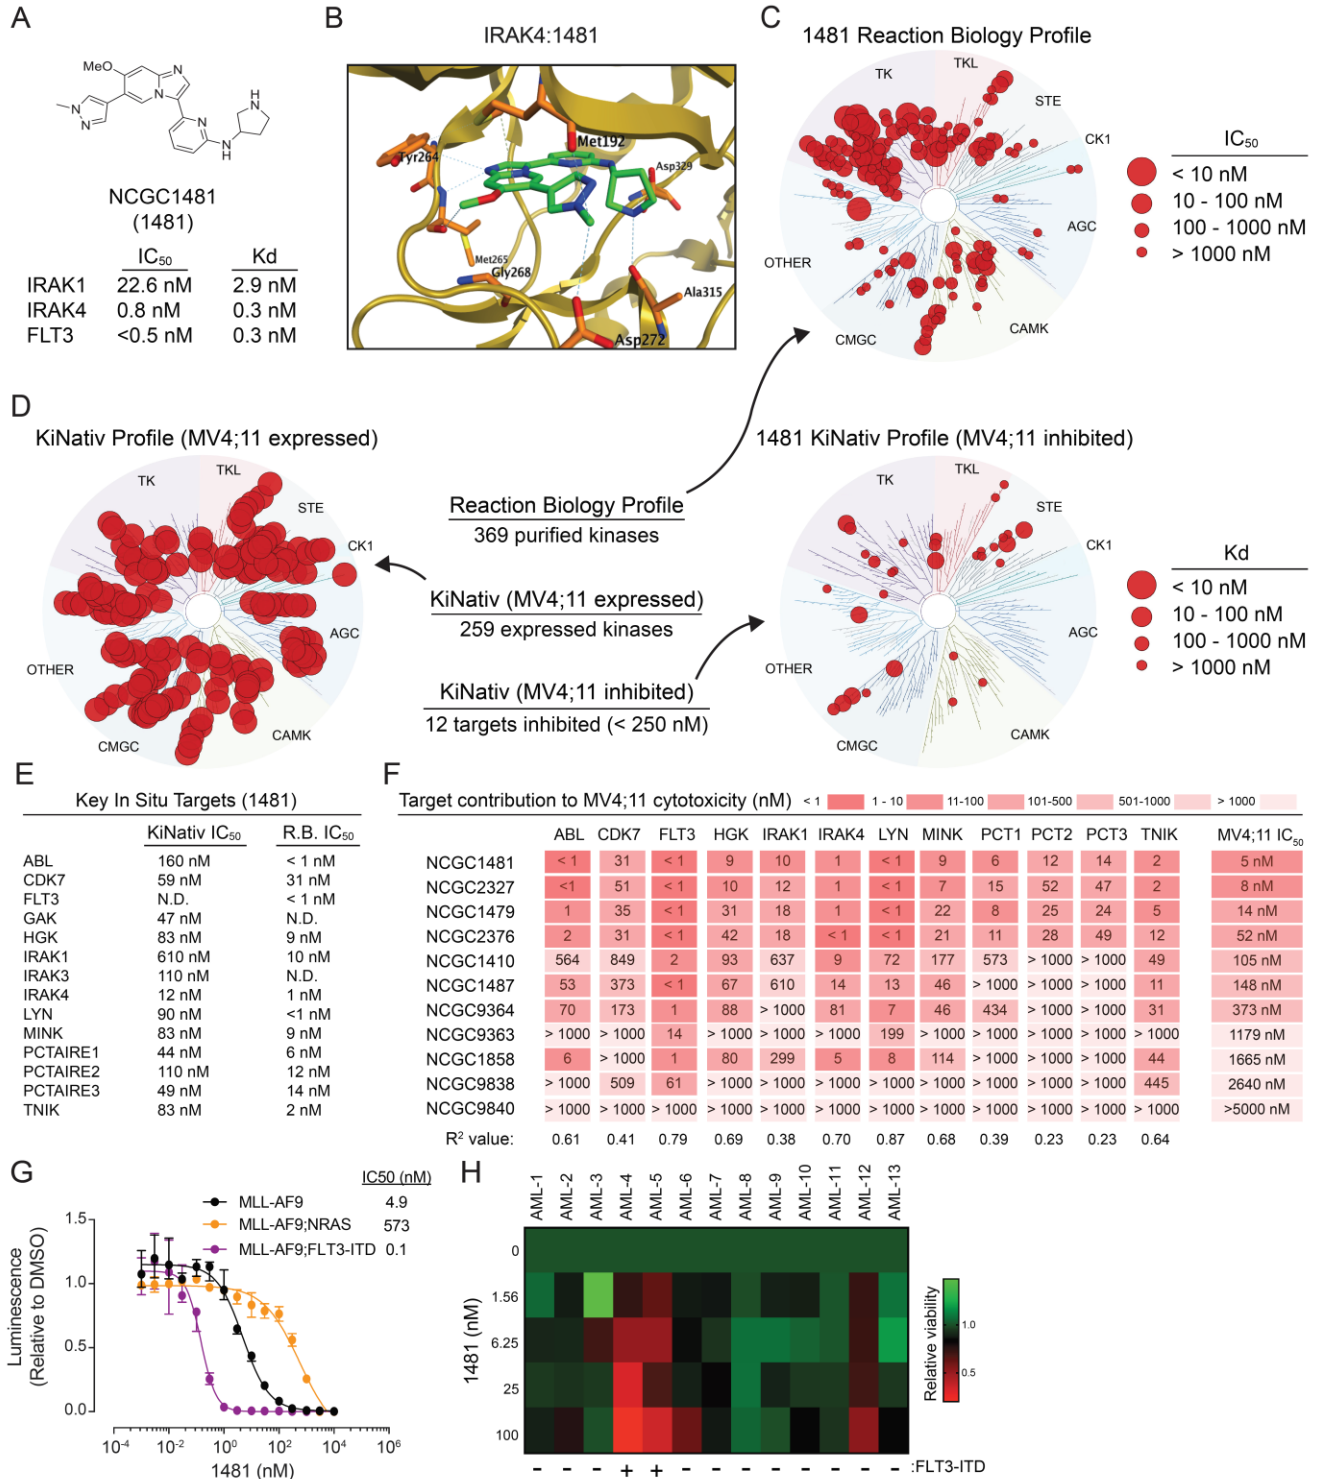 A
MeO
N
N
N
N
N
N
H
H
N
NCGC1481
(1481)
IC50 Kd
IRAK1 22.6 nM 2.9 nM
IRAK4 0.8 nM 0.3 nM
FLT3 <0.5 nM 0.3 nM
B
IRAK4:1481
Met192
Tyr264
Asp329
Met265
Gly268
Ala315
Asp272
C
1481 Reaction Biology Profile
TK
TKL
STE
CK1
AGC
CAMK
CMGC
OTHER
IC50
< 10 nM
10 - 100 nM
100 - 1000 nM
> 1000 nM
D
KiNativ Profile (MV4;11 expressed)
TK
TKL
STE
CK1
AGC
CAMK
CMGC
OTHER
Reaction Biology Profile
369 purified kinases
KiNativ (MV4;11 expressed)
259 expressed kinases
KiNativ (MV4;11 inhibited)
12 targets inhibited (< 250 nM)
1481 KiNativ Profile (MV4;11 inhibited)
TK
TKL
STE
CK1
AGC
CAMK
CMGC
OTHER
Kd
< 10 nM
10 - 100 nM
100 - 1000 nM
> 1000 nM
E
Key In Situ Targets (1481)
KiNativ IC50 R.B. IC50
ABL 160 nM < 1 nM
CDK7 59 nM 31 nM
FLT3 N.D. < 1 nM
GAK 47 nM N.D.
HGK 83 nM 9 nM
IRAK1 610 nM 10 nM
IRAK3 110 nM N.D.
IRAK4 12 nM 1 nM
LYN 90 nM <1 nM
MINK 83 nM 9 nM
PCTAIRE1 44 nM 6 nM
PCTAIRE2 110 nM 12 nM
PCTAIRE3 49 nM 14 nM
TNIK 83 nM 2 nM
F
Target contribution to MV4;11 cytotoxicity (nM) < 1 1 - 10 11-100 101-500 501-1000 > 1000
ABL CDK7 FLT3 HGK IRAK1 IRAK4 LYN MINK PCT1 PCT2 PCT3 TNIK MV4;11 IC50
NCGC1481 < 1 31 < 1 9 10 1 < 1 9 6 12 14 2 5 nM
NCGC2327 <1 51 < 1 10 12 1 < 1 7 15 52 47 2 8 nM
NCGC1479 1 35 < 1 31 18 1 < 1 22 8 25 24 5 14 nM
NCGC2376 2 31 < 1 42 18 < 1 < 1 21 11 28 49 12 52 nM
NCGC1410 564 849 2 93 637 9 72 177 573 > 1000 > 1000 49 105 nM
NCGC1487 53 373 < 1 67 610 14 13 46 > 1000 > 1000 > 1000 11 148 nM
NCGC9364 70 173 1 88 > 1000 81 7 46 434 > 1000 > 1000 31 373 nM
NCGC9363 > 1000 > 1000 14 > 1000 > 1000 > 1000 199 > 1000 > 1000 > 1000 > 1000 > 1000 1179 nM
NCGC1858 6 > 1000 1 80 299 5 8 114 > 1000 > 1000 > 1000 44 1665 nM
NCGC9838 > 1000 509 61 > 1000 > 1000 > 1000 > 1000 > 1000 > 1000 > 1000 > 1000 445 2640 nM
NCGC9840 > 1000 > 1000 > 1000 > 1000 > 1000 > 1000 > 1000 > 1000 > 1000 > 1000 > 1000 > 1000 >5000 nM
R2 value: 0.61 0.41 0.79 0.69 0.38 0.70 0.87 0.68 0.39 0.23 0.23 0.64
G
IC50 (nM)
MLL-AF9 4.9
MLL-AF9;NRAS 573
MLL-AF9;FLT3-ITD 0.1
Luminescence
(Relative to DMSO)
1.5
1.0
0.5
0.0
10-4 10-2 100 102 104 106
1481 (nM)
H
AML-1 AML-2 AML-3 AML-4 AML-5 AML-6 AML-7 AML-8 AML-9 AML-10 AML-11 AML-12 AML-13
1481 (nM)
0
1.56
6.25
25
100
- - - + + - - - - - - - - :FLT3-ITD
Relative viability
1.0
0.5